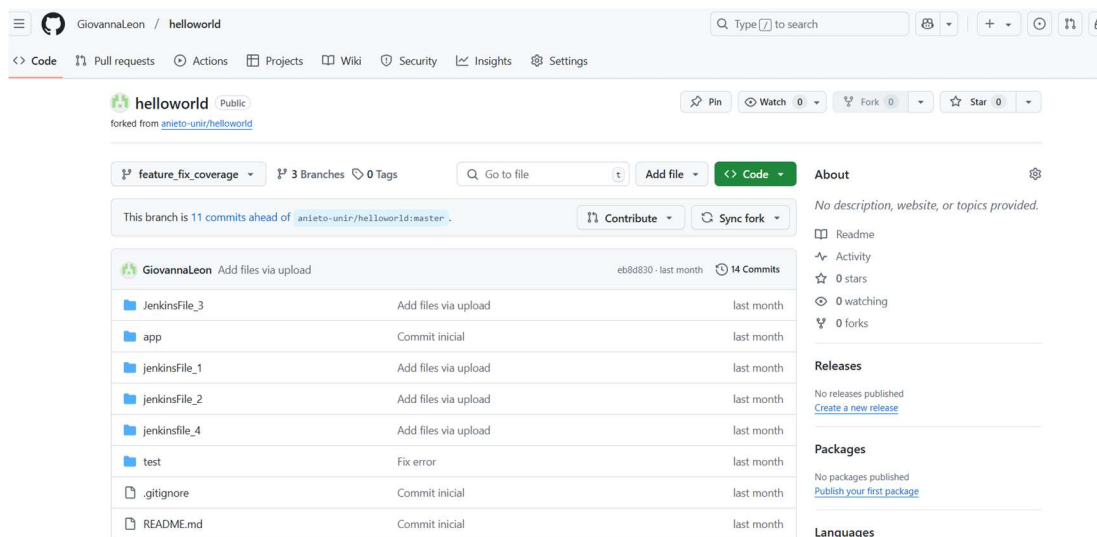 GiovannaLeon / helloworld
Type / to search
<> Code Pull requests Actions Projects Wiki Security Insights Settings
helloworld Public
Pin Watch 0 Fork 0 Star 0
forked from anieto-unir/helloworld
feature_fix_coverage 3 Branches 0 Tags Go to file t Add file <> Code
About
This branch is 11 commits ahead of anieto-unir/helloworld:master .
Contribute Sync fork
No description, website, or topics provided.
Readme
Activity
0 stars
0 watching
0 forks
GiovannaLeon Add files via upload eb8d830 · last month 14 Commits
JenkinsFile_3 Add files via upload last month
app Commit inicial last month
jenkinsFile_1 Add files via upload last month
jenkinsFile_2 Add files via upload last month
jenkinsfile_4 Add files via upload last month
test Fix error last month
.gitignore Commit inicial last month
README.md Commit inicial last month
Releases
No releases published
Create a new release
Packages
No packages published
Publish your first package
Languages